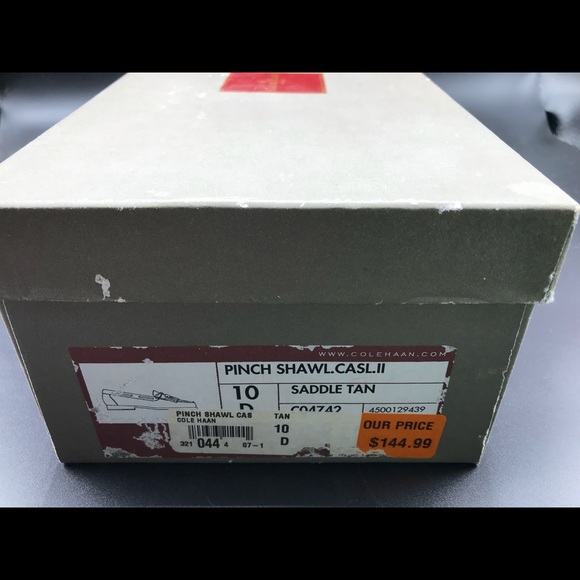 WWW.COLEHAAN.COM
PINCH SHAWL.CASL.II
10 SADDLE TAN
D C04742 4500129439
PINCH SHAWL CAS TAN
COLE HAAN 10
321 044 4 07-1 D
OUR PRICE
$144.99